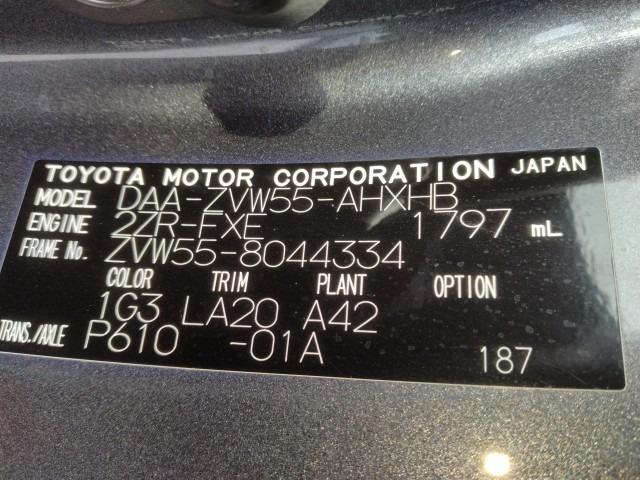 TOYOTA MOTOR CORPORATION JAPAN
MODEL DAA-ZVW55-AHXHB
ENGINE 2ZR-FXE 1797 mL
FRAME No. ZVW55-8044334
COLOR TRIM PLANT OPTION
1G3 LA20 A42
TRANS./AXLE P610 -01A 187